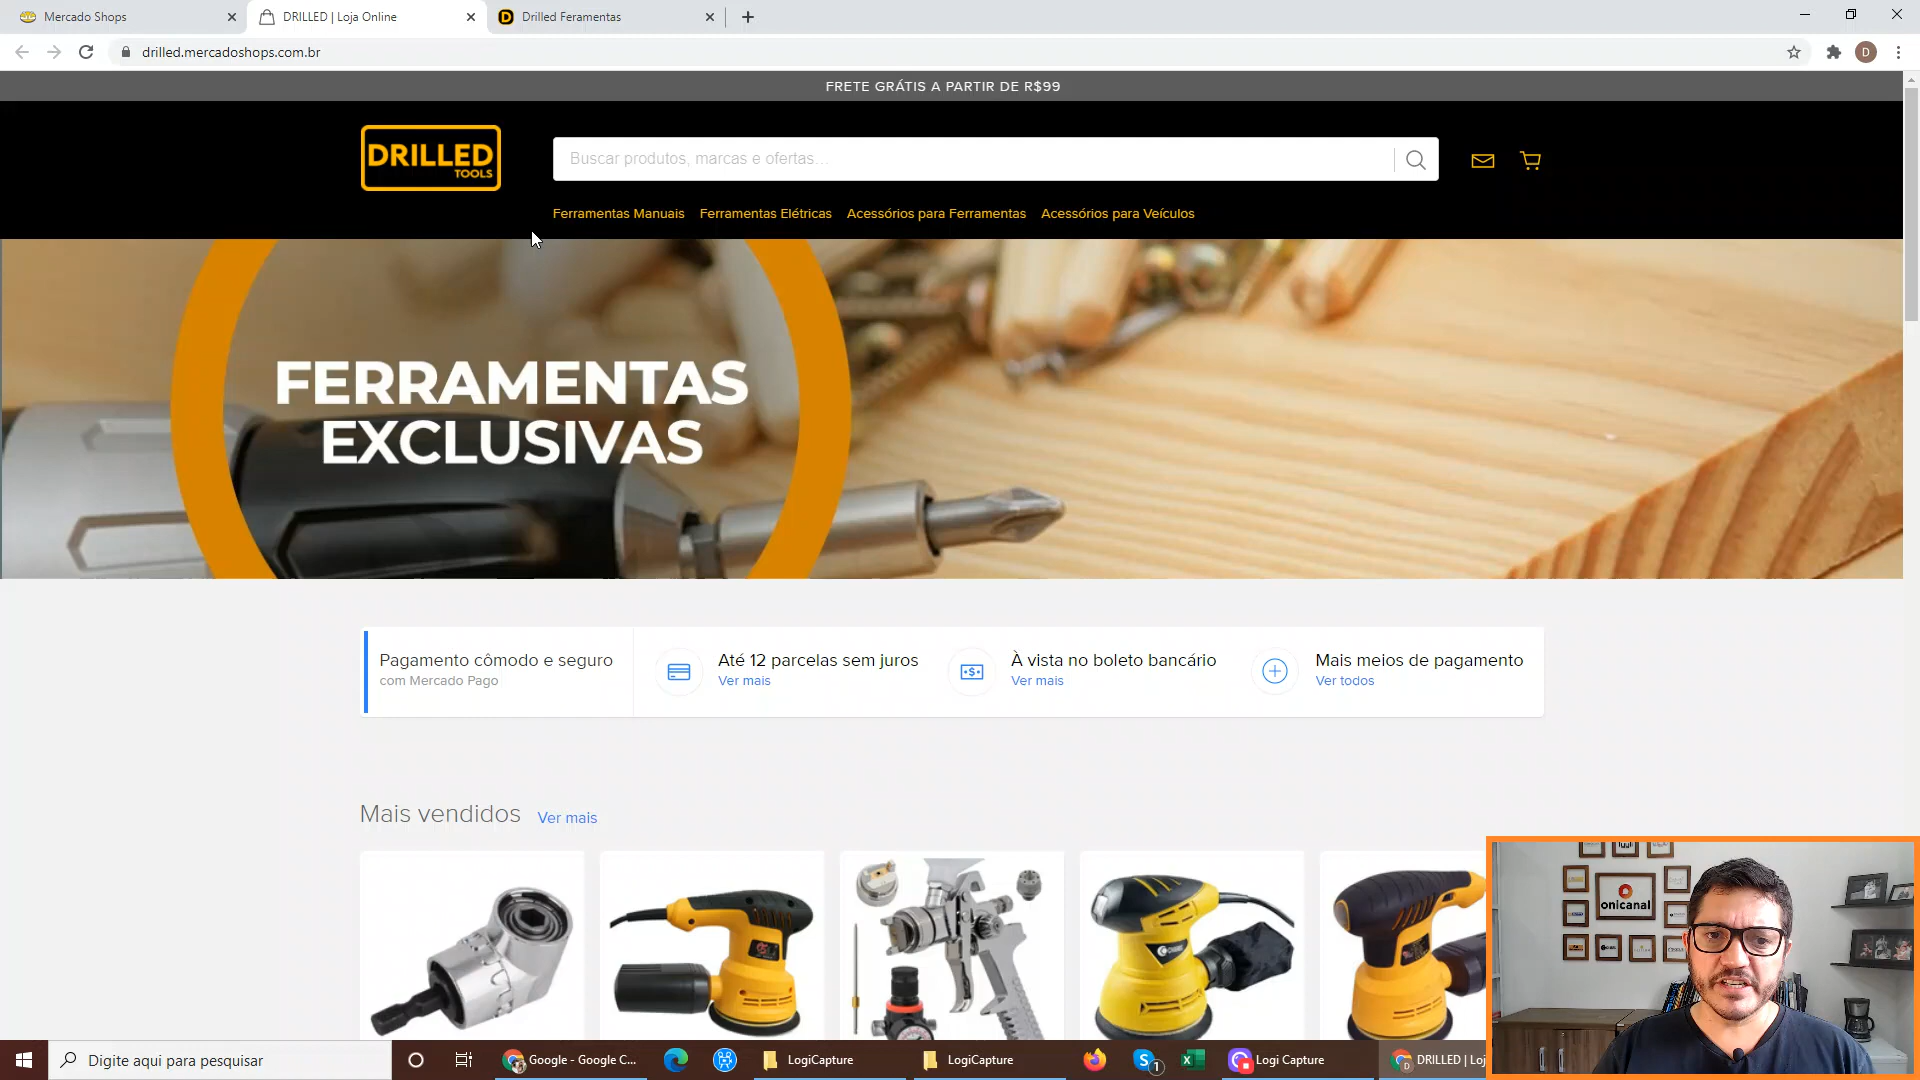 Mercado Shops
DRILLED | Loja Online
Drilled Feramentas
drilled.mercadoshops.com.br
D
FRETE GRÁTIS A PARTIR DE R$99
DRILLED
TOOLS
Buscar produtos, marcas e ofertas...
Ferramentas Manuais
Ferramentas Elétricas
Acessórios para Ferramentas
Acessórios para Veículos
FERRAMENTAS
EXCLUSIVAS
Pagamento cômodo e seguro
com Mercado Pago
Até 12 parcelas sem juros
Ver mais
À vista no boleto bancário
Ver mais
Mais meios de pagamento
Ver todos
Mais vendidos
Ver mais
onicanal
Digite aqui para pesquisar
Google - Google C...
LogiCapture
LogiCapture
1
Logi Capture
DRILLED | Loj